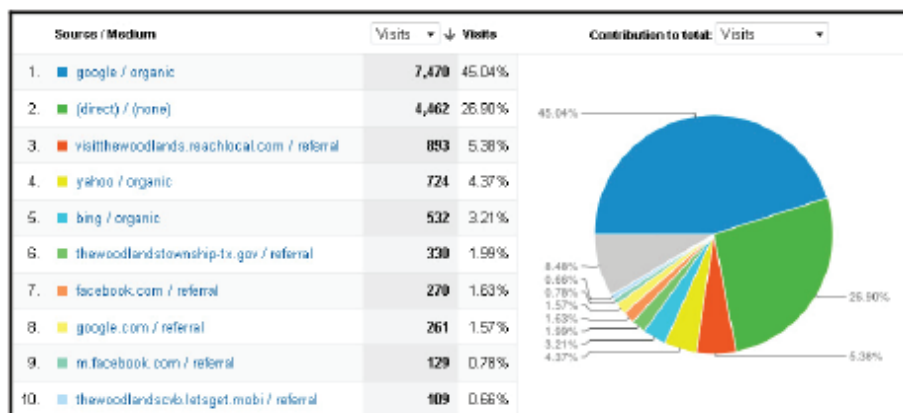 Source / Medium Visits Visits Contribution to total: Visits
1. google / organic 7,470 45.04%
2. (direct) / (none) 4,462 26.90%
3. visitthewoodlands.reachlocal.com / referral 893 5.38%
4. yahoo / organic 724 4.37%
5. bing / organic 532 3.21%
6. thewoodlandstownship-tx.gov / referral 330 1.99%
7. facebook.com / referral 270 1.63%
8. google.com / referral 261 1.57%
9. m.facebook.com / referral 129 0.78%
10. thewoodlandscvb.letsget.mobi / referral 109 0.66%
45.04%
8.48%
0.66%
0.78%
1.57%
1.63%
1.99%
3.21%
4.37%
26.90%
5.38%